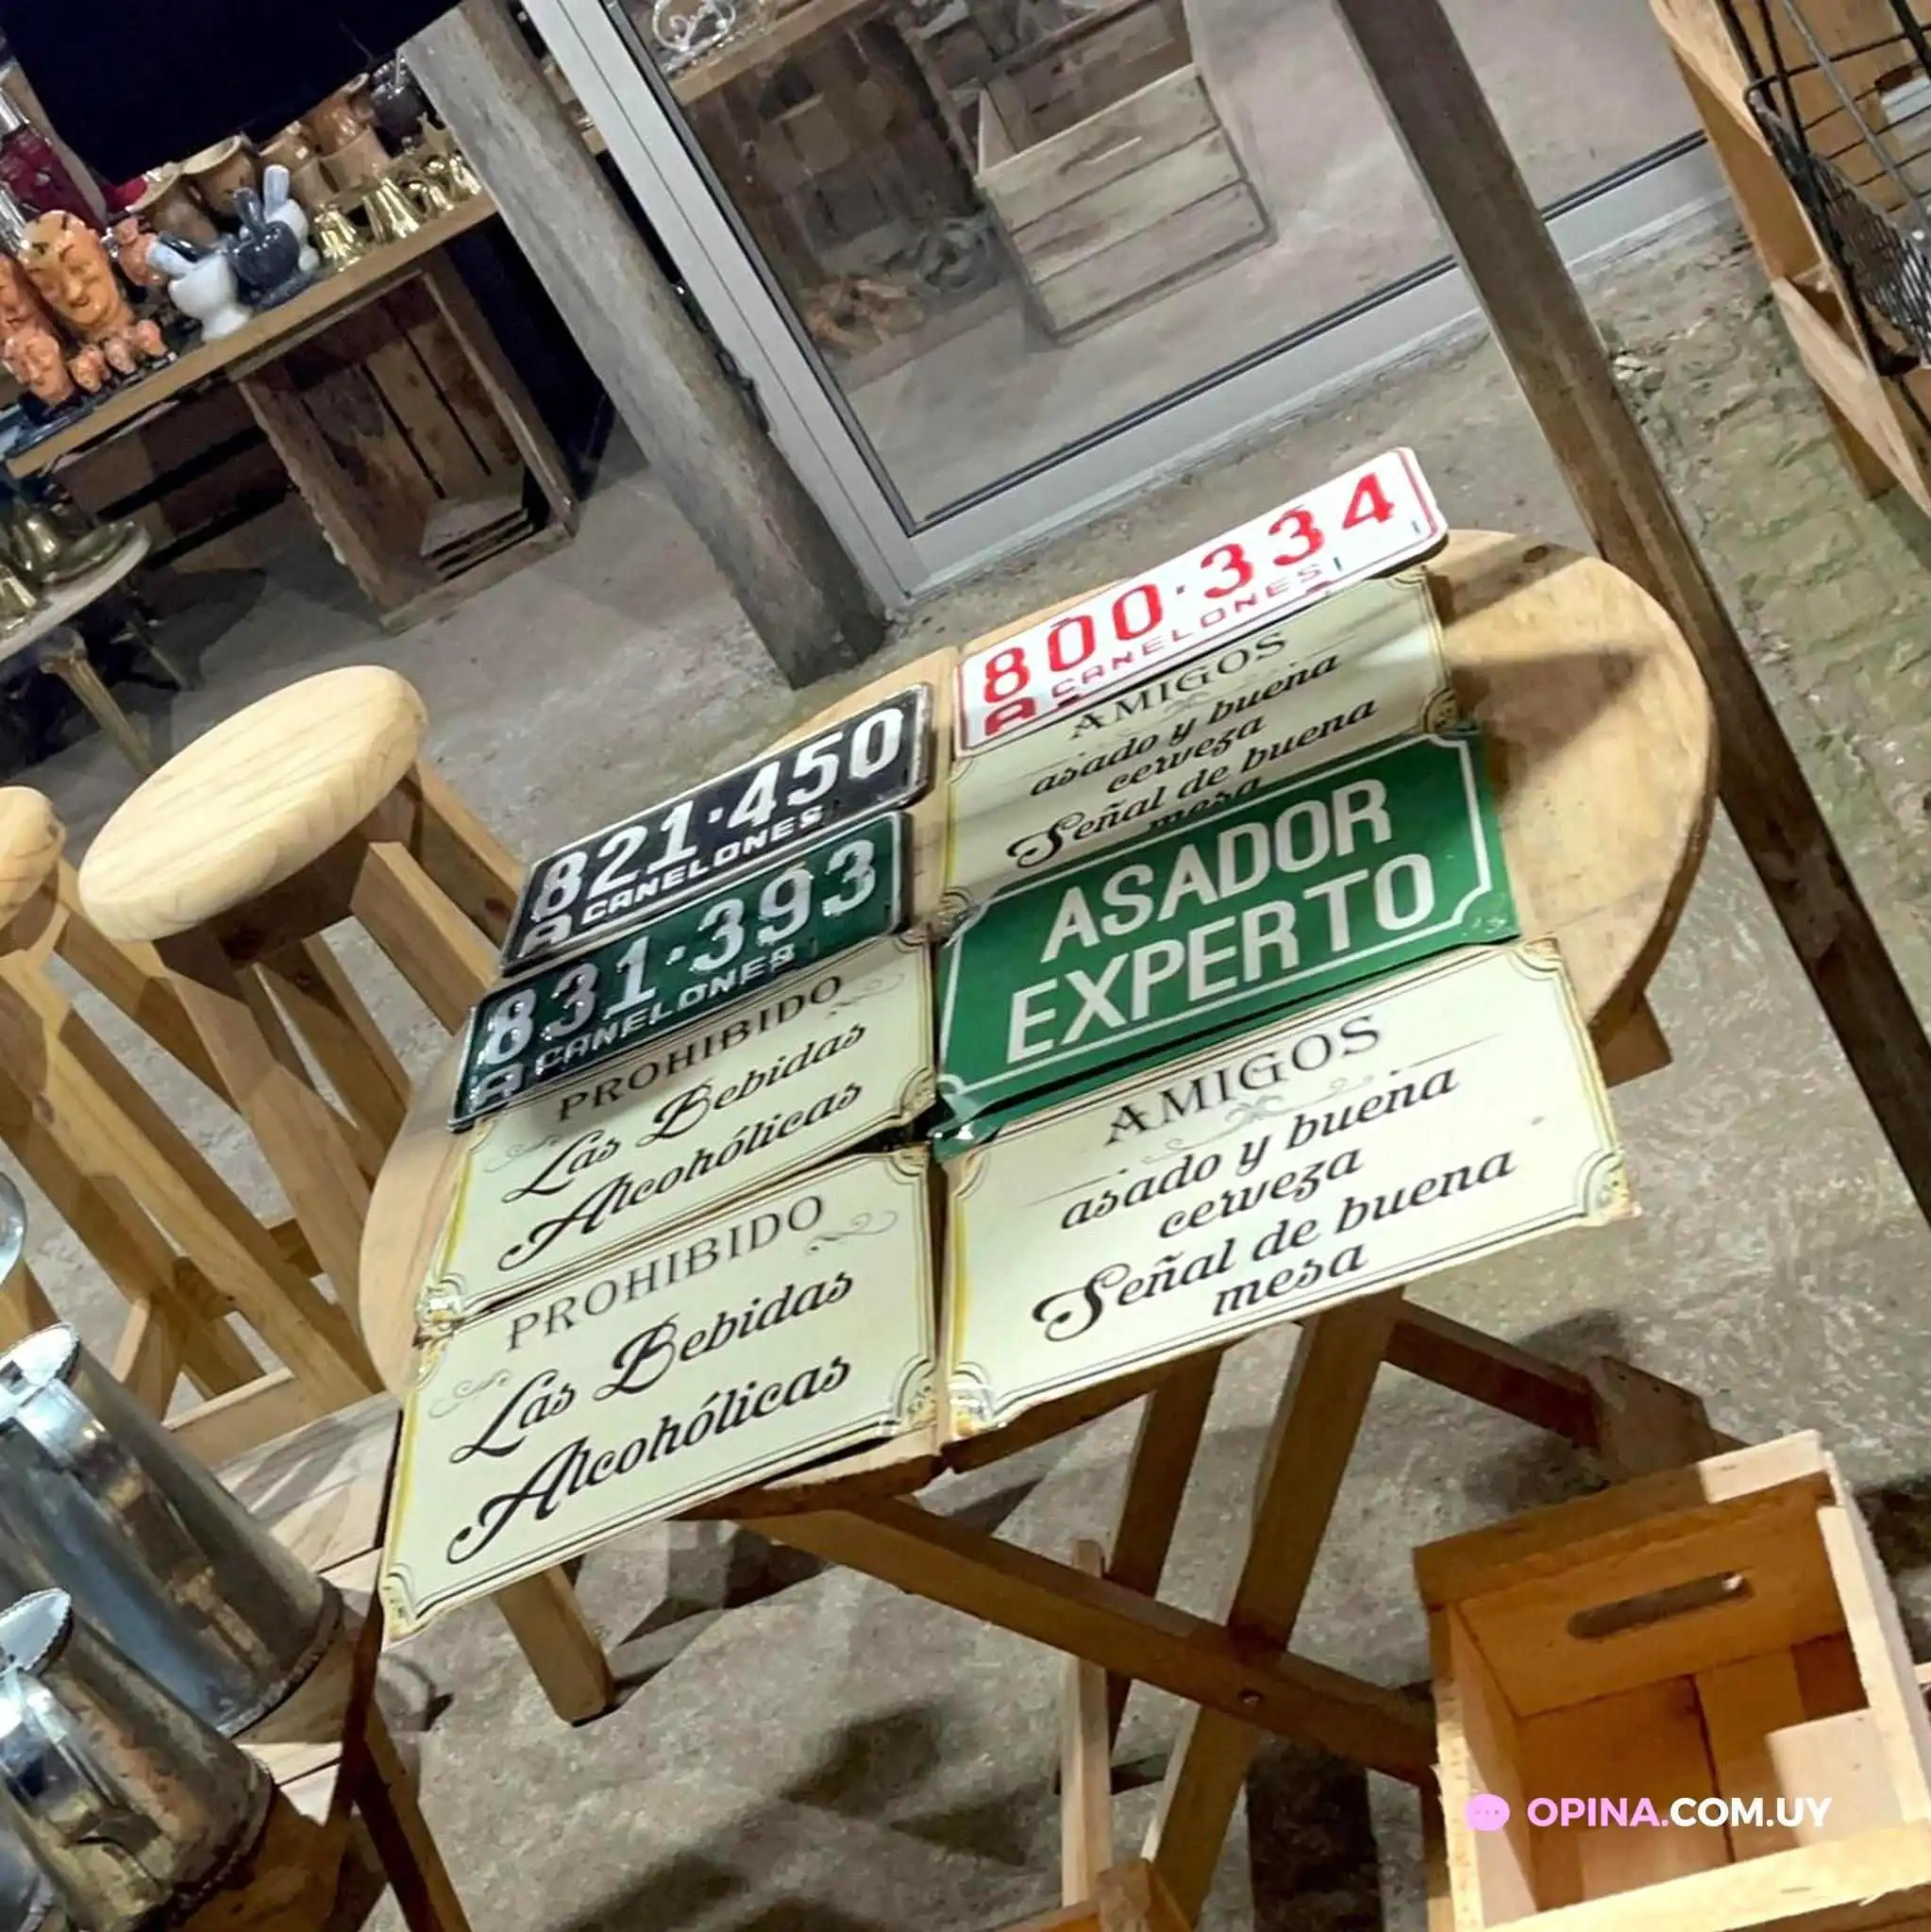 821·450
A CANELONES
831·393
A CANELONES
PROHIBIDO
Las Bebidas
Alcohólicas
PROHIBIDO
Las Bebidas
Alcohólicas
800·334
A CANELONES
AMIGOS
asado y buena
cerveza
Señal de buena
mesa
ASADOR
EXPERTO
AMIGOS
asado y buena
cerveza
Señal de buena
mesa
OPINA.COM.UY